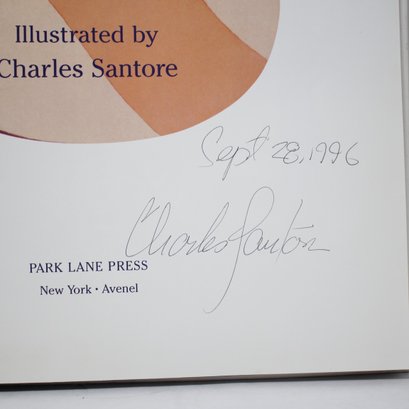 Illustrated by
Charles Santore
Sept 28, 1996
Charles Santore
PARK LANE PRESS
New York • Avenel